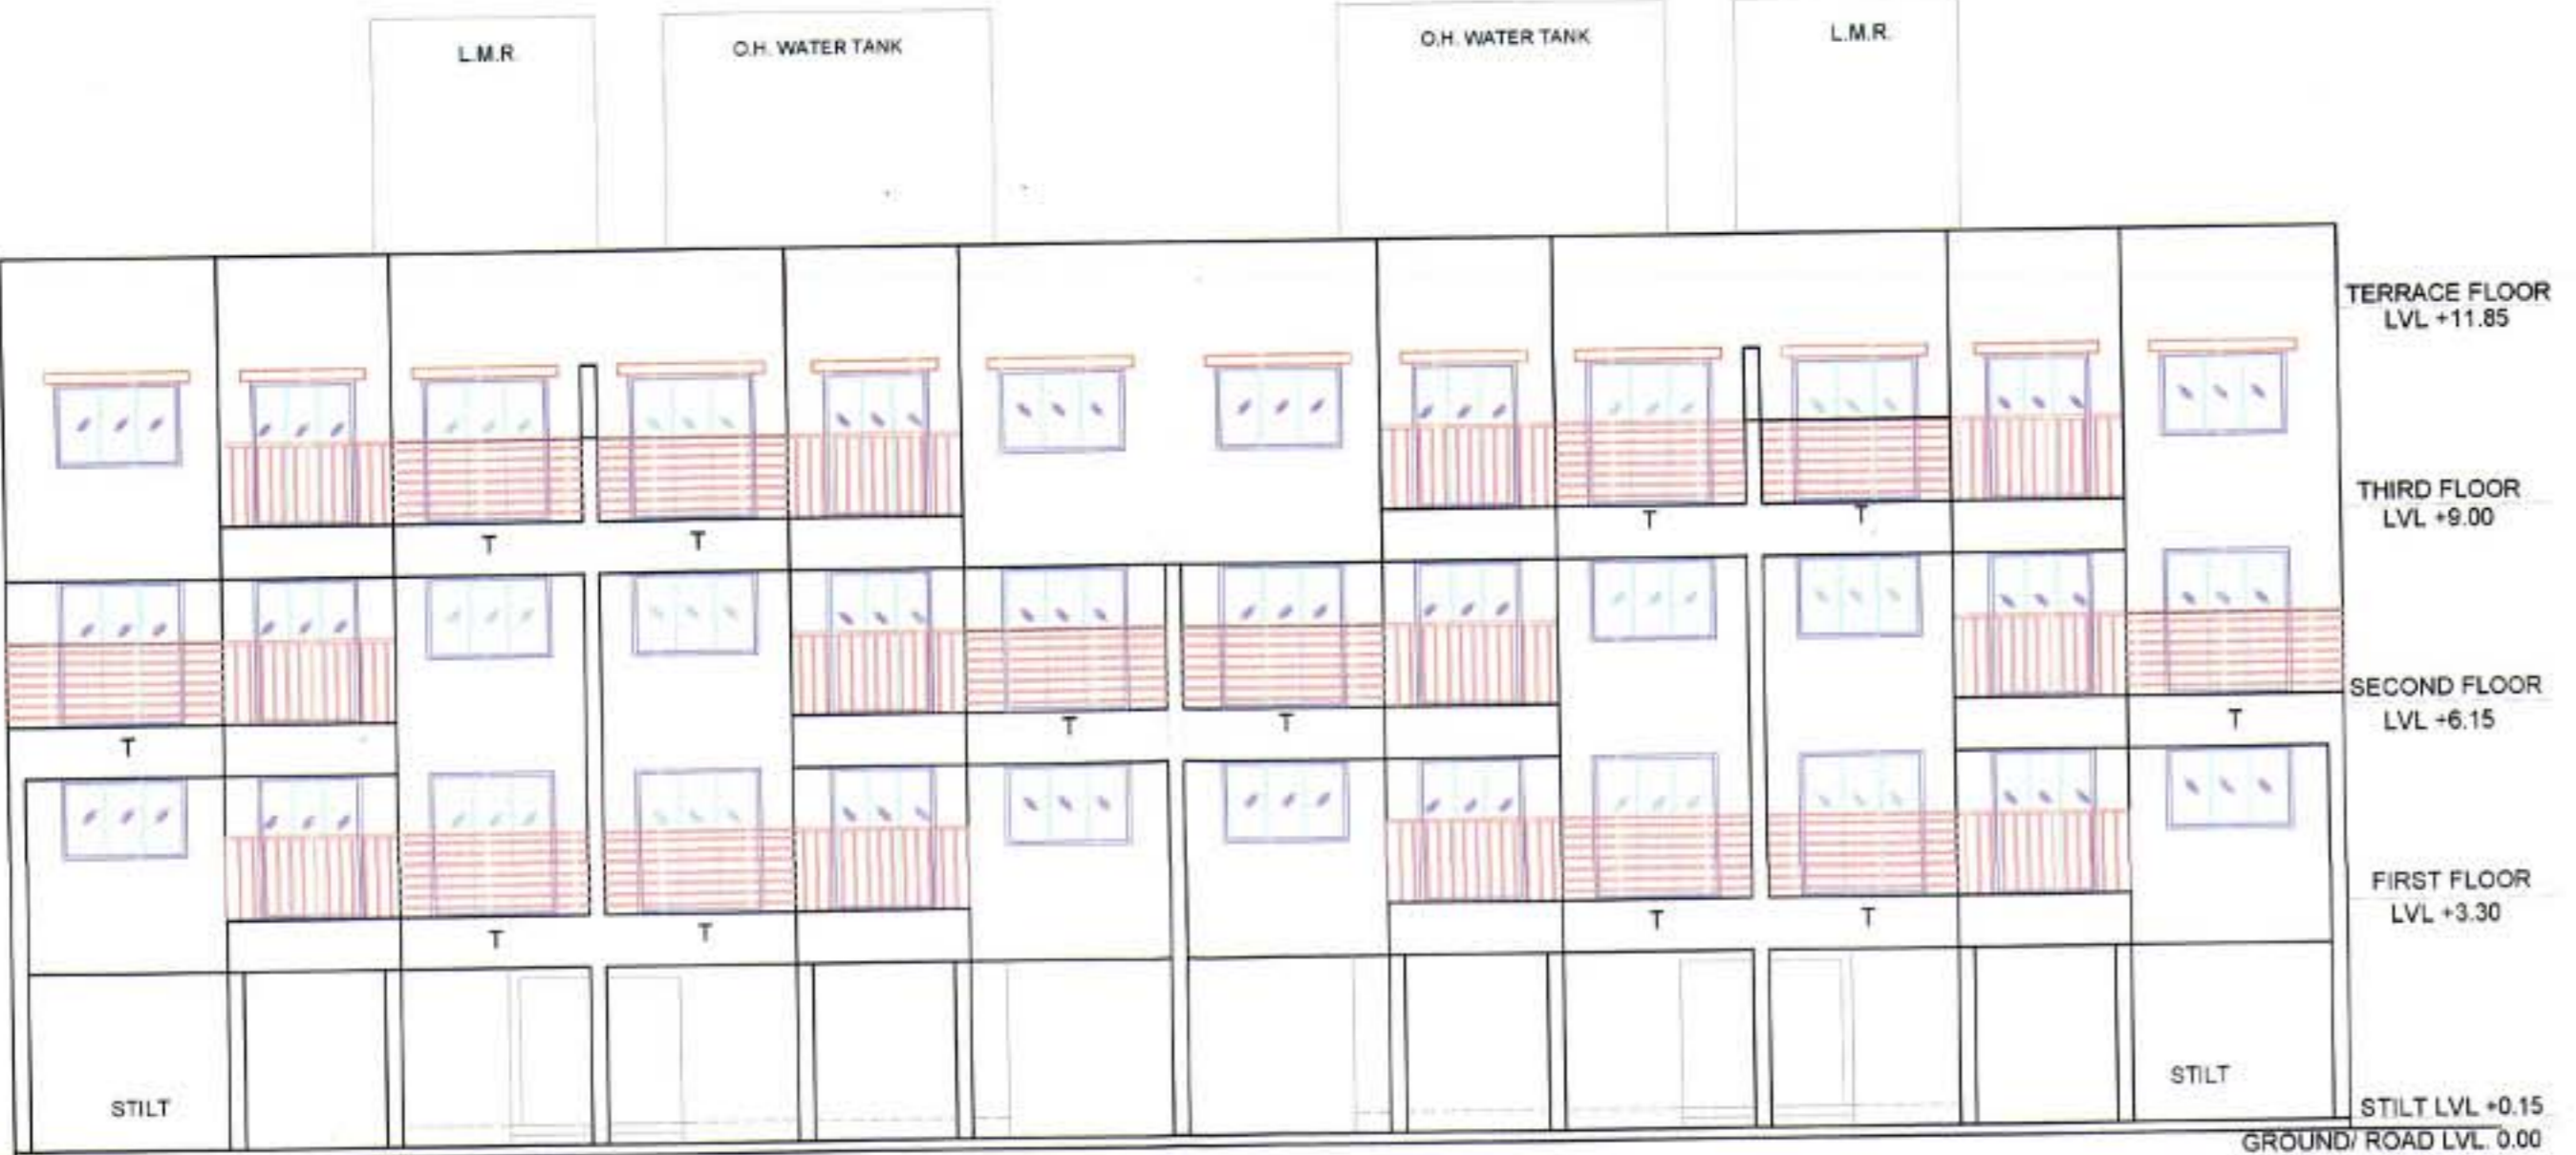 L.M.R
O.H. WATER TANK
O.H. WATER TANK
L.M.R.
TERRACE FLOOR
LVL +11.85
THIRD FLOOR
LVL +9.00
T
T
T
T
SECOND FLOOR
LVL +6.15
T
T
T
T
FIRST FLOOR
LVL +3.30
T
T
T
T
STILT
STILT
STILT LVL +0.15
GROUND/ ROAD LVL. 0.00